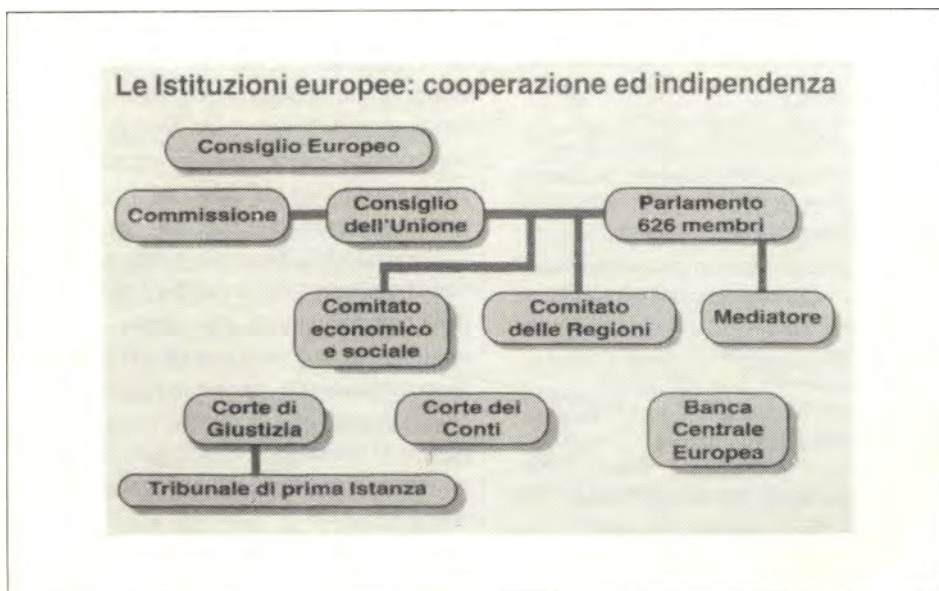 Le Istituzioni europee: cooperazione ed indipendenza
Consiglio Europeo
Commissione
Consiglio
dell'Unione
Parlamento
626 membri
Comitato
economico
e sociale
Comitato
delle Regioni
Mediatore
Corte di
Giustizia
Corte dei
Conti
Banca
Centrale
Europea
Tribunale di prima Istanza